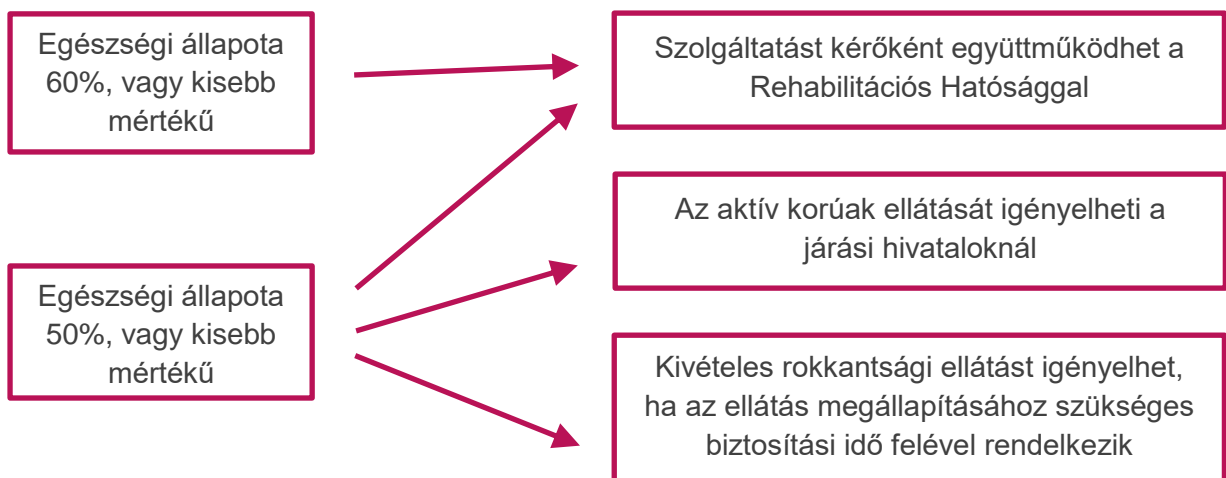 Egészségi állapota
60%, vagy kisebb
mértékű
Szolgáltatást kérőként együttműködhet a
Rehabilitációs Hatósággal
Az aktív korúak ellátását igényelheti a
járási hivataloknál
Egészségi állapota
50%, vagy kisebb
mértékű
Kivételes rokkantsági ellátást igényelhet,
ha az ellátás megállapításához szükséges
biztosítási idő felével rendelkezik